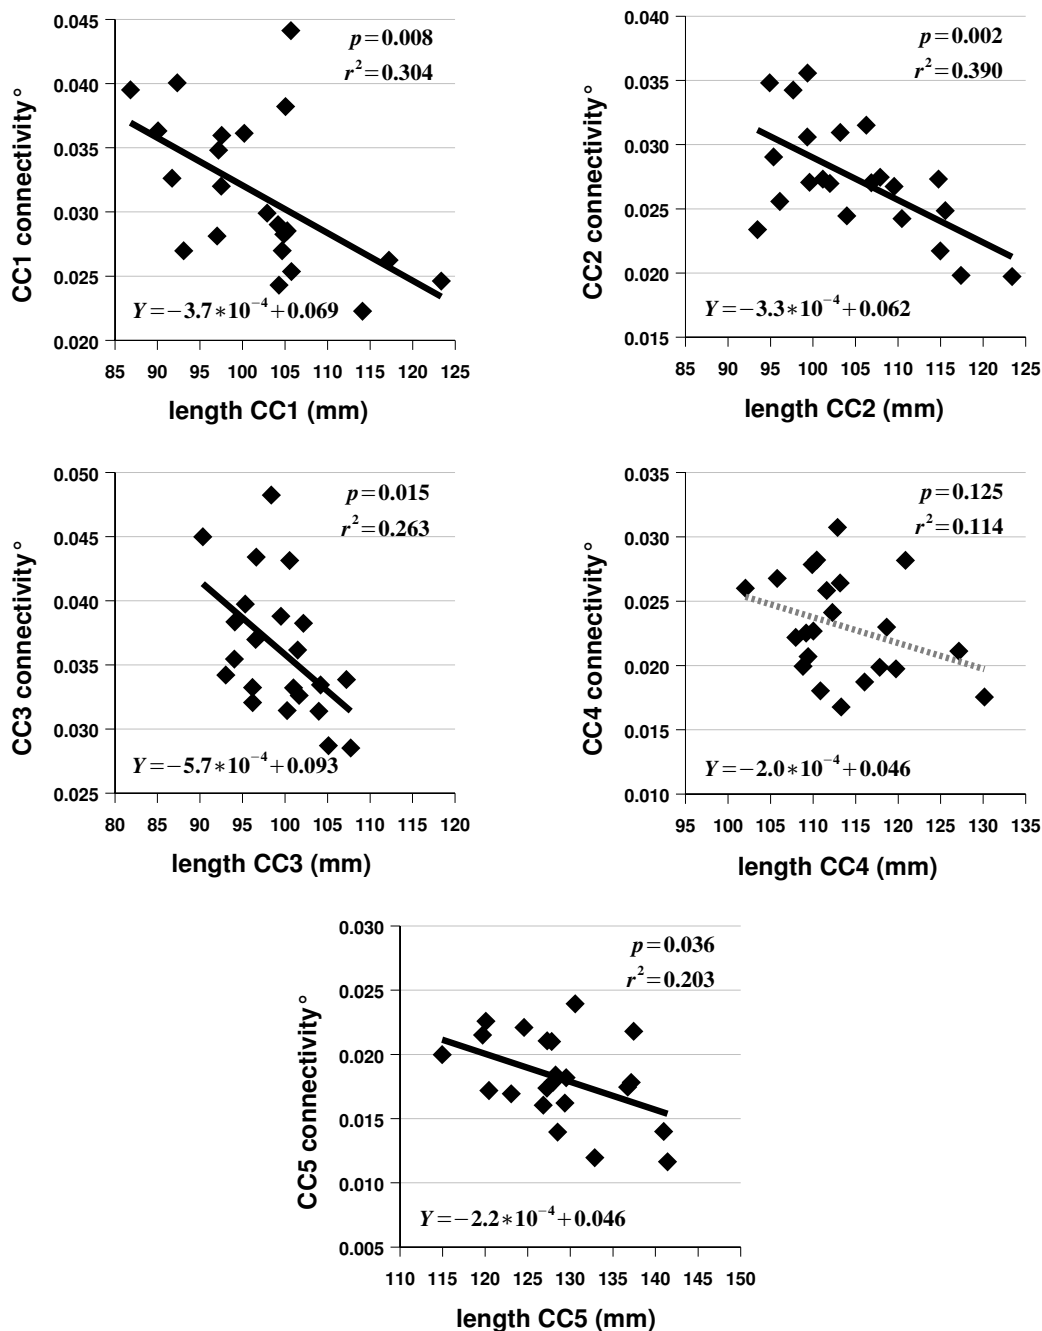 CC1 connectivity°
0.045
0.040
0.035
0.030
0.025
0.020
p=0.008
r²=0.304
Y=−3.7*10⁻⁴+0.069
85 90 95 100 105 110 115 120 125
length CC1 (mm)
CC2 connectivity°
0.040
0.035
0.030
0.025
0.020
0.015
p=0.002
r²=0.390
Y=−3.3*10⁻⁴+0.062
85 90 95 100 105 110 115 120 125
length CC2 (mm)
CC3 connectivity°
0.050
0.045
0.040
0.035
0.030
0.025
p=0.015
r²=0.263
Y=−5.7*10⁻⁴+0.093
80 85 90 95 100 105 110 115 120
length CC3 (mm)
CC4 connectivity°
0.035
0.030
0.025
0.020
0.015
0.010
p=0.125
r²=0.114
Y=−2.0*10⁻⁴+0.046
95 100 105 110 115 120 125 130 135
length CC4 (mm)
CC5 connectivity°
0.030
0.025
0.020
0.015
0.010
0.005
p=0.036
r²=0.203
Y=−2.2*10⁻⁴+0.046
110 115 120 125 130 135 140 145 150
length CC5 (mm)